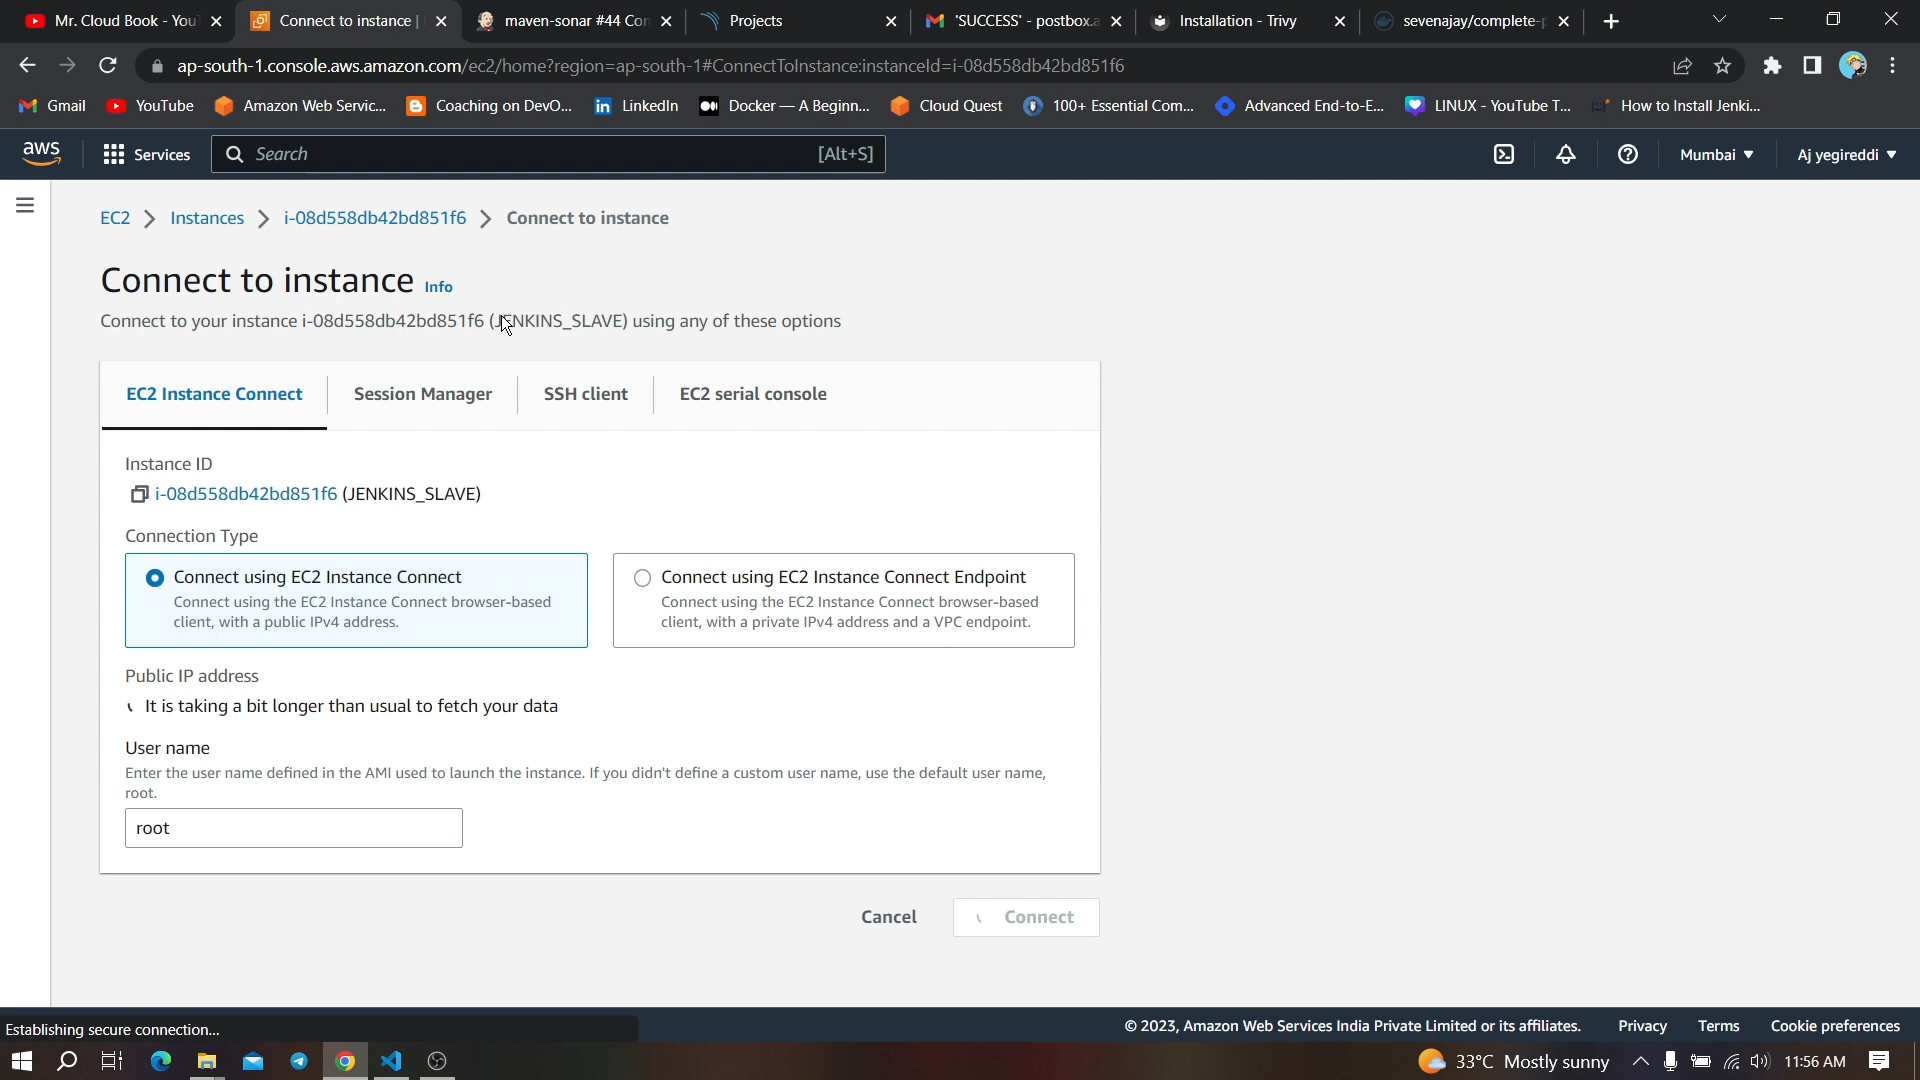 Mr. Cloud Book - You
Connect to instance |
maven-sonar #44 Con
Projects
'SUCCESS' - postbox.a
Installation - Trivy
sevenajay/complete-p
ap-south-1.console.aws.amazon.com/ec2/home?region=ap-south-1#ConnectToInstance:instanceId=i-08d558db42bd851f6
Gmail
YouTube
Amazon Web Servic...
Coaching on DevO...
LinkedIn
Docker — A Beginn...
Cloud Quest
100+ Essential Com...
Advanced End-to-E...
LINUX - YouTube T...
How to Install Jenki...
aws
Services
Search
[Alt+S]
Mumbai
Aj yegireddi
EC2
Instances
i-08d558db42bd851f6
Connect to instance
Connect to instance Info
Connect to your instance i-08d558db42bd851f6 (JENKINS_SLAVE) using any of these options
EC2 Instance Connect
Session Manager
SSH client
EC2 serial console
Instance ID
i-08d558db42bd851f6 (JENKINS_SLAVE)
Connection Type
Connect using EC2 Instance Connect
Connect using the EC2 Instance Connect browser-based
client, with a public IPv4 address.
Connect using EC2 Instance Connect Endpoint
Connect using the EC2 Instance Connect browser-based
client, with a private IPv4 address and a VPC endpoint.
Public IP address
It is taking a bit longer than usual to fetch your data
User name
Enter the user name defined in the AMI used to launch the instance. If you didn't define a custom user name, use the default user name,
root.
root
Cancel
Connect
Establishing secure connection...
© 2023, Amazon Web Services India Private Limited or its affiliates.
Privacy
Terms
Cookie preferences
33°C Mostly sunny
11:56 AM